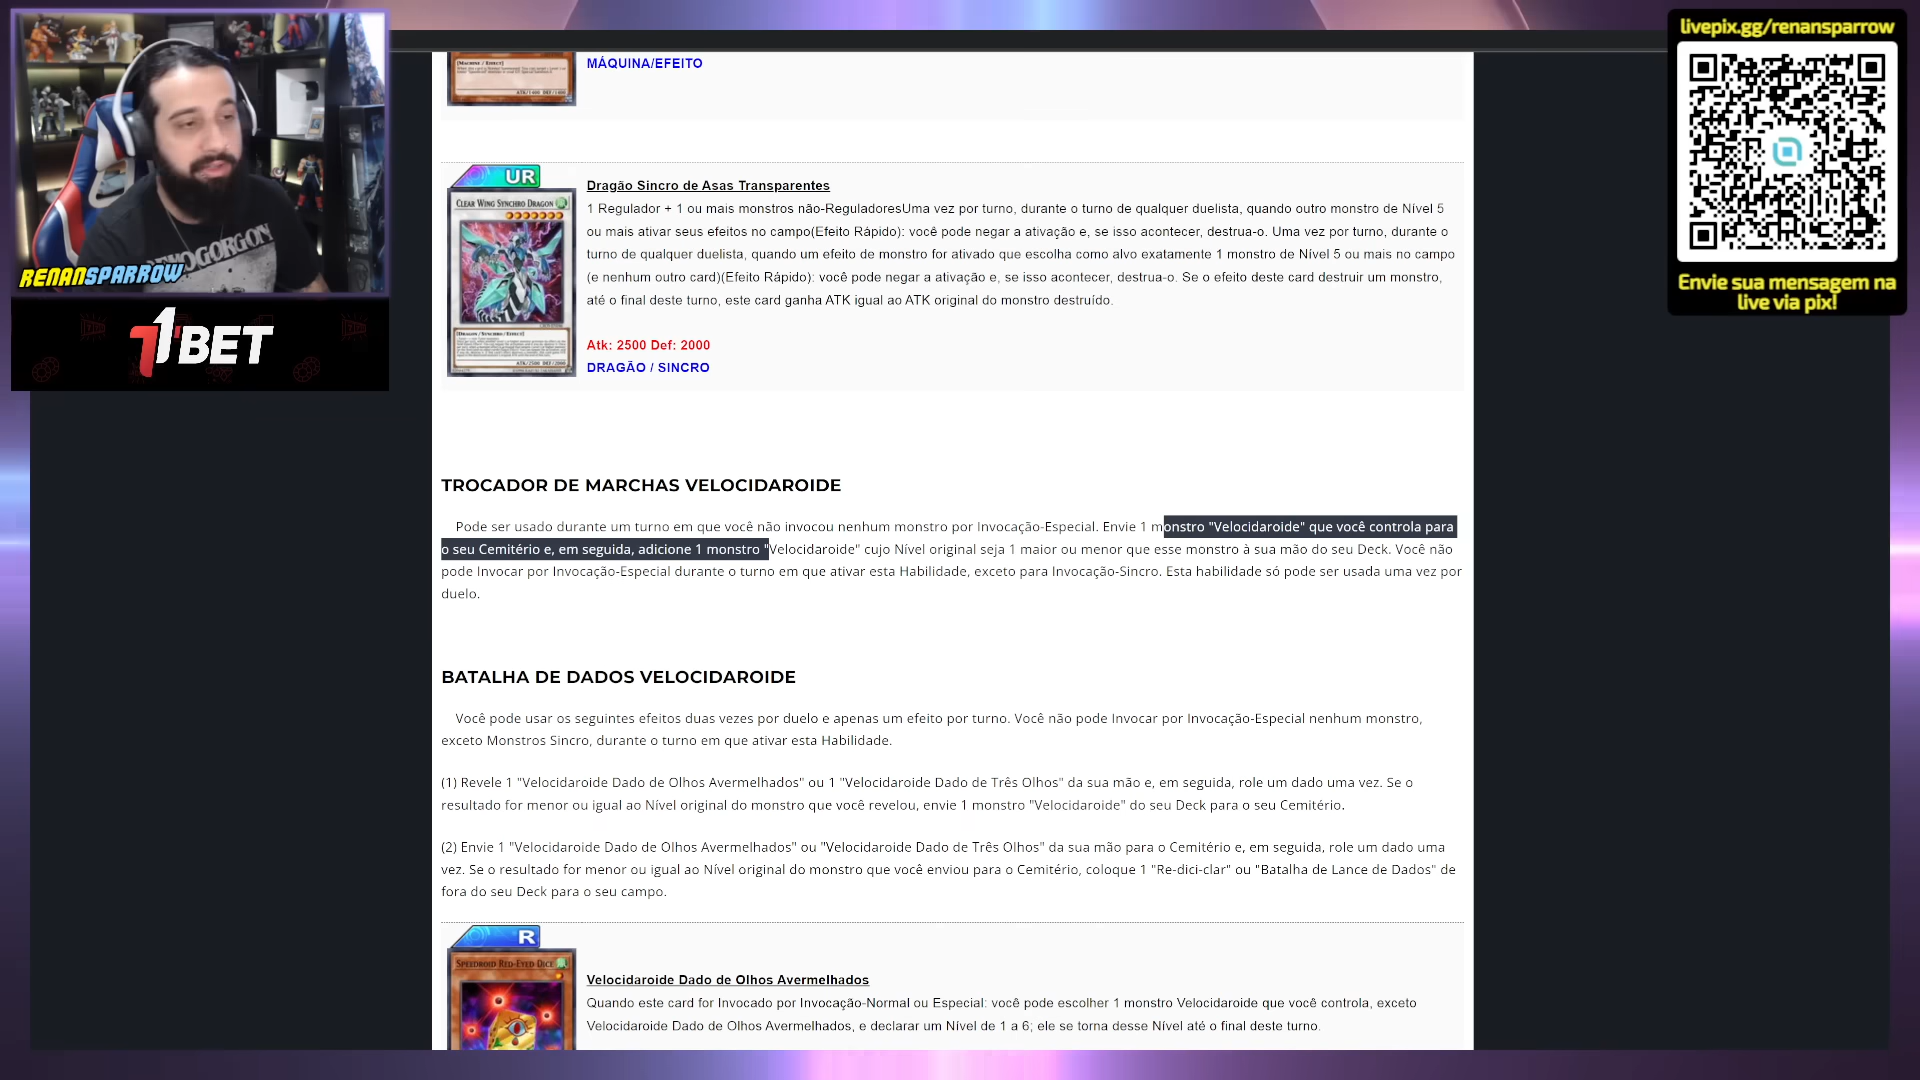 MÁQUINA/EFEITO
UR
CLEAR WING SYNCHRO DRAGON
[DRAGON / SYNCHRO / EFFECT]
ATK/2500 DEF/2000
Dragão Sincro de Asas Transparentes
1 Regulador + 1 ou mais monstros não-ReguladoresUma vez por turno, durante o turno de qualquer duelista, quando outro monstro de Nível 5
ou mais ativar seus efeitos no campo(Efeito Rápido): você pode negar a ativação e, se isso acontecer, destrua-o. Uma vez por turno, durante o
turno de qualquer duelista, quando um efeito de monstro for ativado que escolha como alvo exatamente 1 monstro de Nível 5 ou mais no campo
(e nenhum outro card)(Efeito Rápido): você pode negar a ativação e, se isso acontecer, destrua-o. Se o efeito deste card destruir um monstro,
até o final deste turno, este card ganha ATK igual ao ATK original do monstro destruído.
Atk: 2500 Def: 2000
DRAGÃO / SINCRO
TROCADOR DE MARCHAS VELOCIDAROIDE
Pode ser usado durante um turno em que você não invocou nenhum monstro por Invocação-Especial. Envie 1 monstro "Velocidaroide" que você controla para
o seu Cemitério e, em seguida, adicione 1 monstro "Velocidaroide" cujo Nível original seja 1 maior ou menor que esse monstro à sua mão do seu Deck. Você não
pode Invocar por Invocação-Especial durante o turno em que ativar esta Habilidade, exceto para Invocação-Sincro. Esta habilidade só pode ser usada uma vez por
duelo.
BATALHA DE DADOS VELOCIDAROIDE
Você pode usar os seguintes efeitos duas vezes por duelo e apenas um efeito por turno. Você não pode Invocar por Invocação-Especial nenhum monstro,
exceto Monstros Sincro, durante o turno em que ativar esta Habilidade.
(1) Revele 1 "Velocidaroide Dado de Olhos Avermelhados" ou 1 "Velocidaroide Dado de Três Olhos" da sua mão e, em seguida, role um dado uma vez. Se o
resultado for menor ou igual ao Nível original do monstro que você revelou, envie 1 monstro "Velocidaroide" do seu Deck para o seu Cemitério.
(2) Envie 1 "Velocidaroide Dado de Olhos Avermelhados" ou "Velocidaroide Dado de Três Olhos" da sua mão para o Cemitério e, em seguida, role um dado uma
vez. Se o resultado for menor ou igual ao Nível original do monstro que você enviou para o Cemitério, coloque 1 "Re-dici-clar" ou "Batalha de Lance de Dados" de
fora do seu Deck para o seu campo.
R
SPEEDROID RED-EYED DICE
Velocidaroide Dado de Olhos Avermelhados
Quando este card for Invocado por Invocação-Normal ou Especial: você pode escolher 1 monstro Velocidaroide que você controla, exceto
Velocidaroide Dado de Olhos Avermelhados, e declarar um Nível de 1 a 6; ele se torna desse Nível até o final deste turno.
RENANSPARROW
11BET
livepix.gg/renansparrow
Envie sua mensagem na
live via pix!